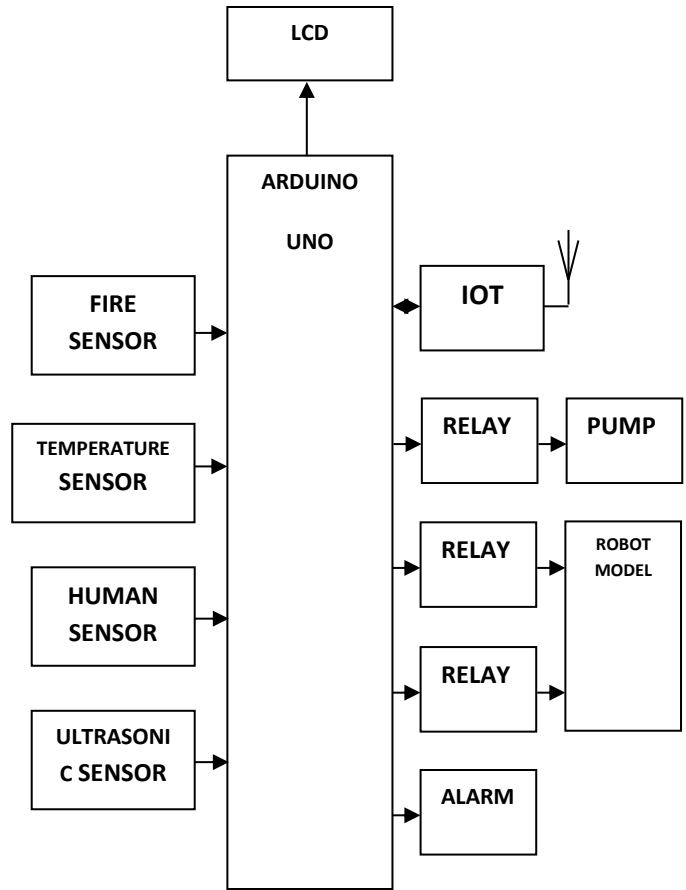 LCD
ARDUINO
UNO
FIRE
SENSOR
TEMPERATURE
SENSOR
HUMAN
SENSOR
ULTRASONI
C SENSOR
IOT
RELAY
PUMP
RELAY
ROBOT
MODEL
RELAY
ALARM